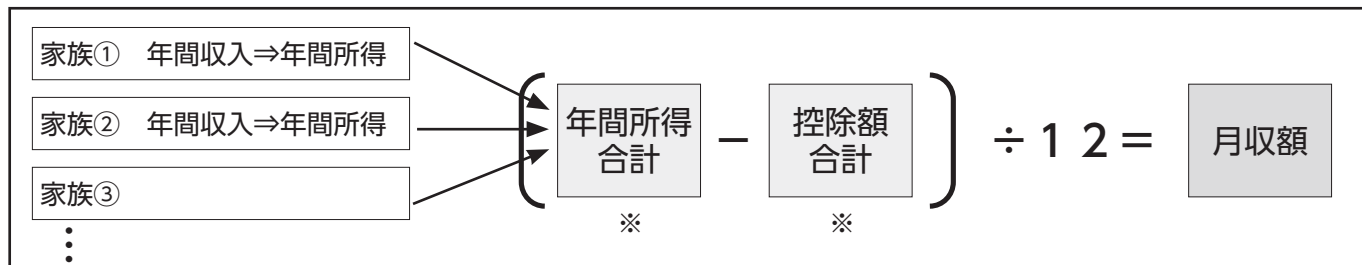 家族①　年間収入⇒年間所得
家族②　年間収入⇒年間所得
家族③
⋮
( 年間所得
合計 − 控除額
合計 ) ÷１２＝ 月収額
※ ※